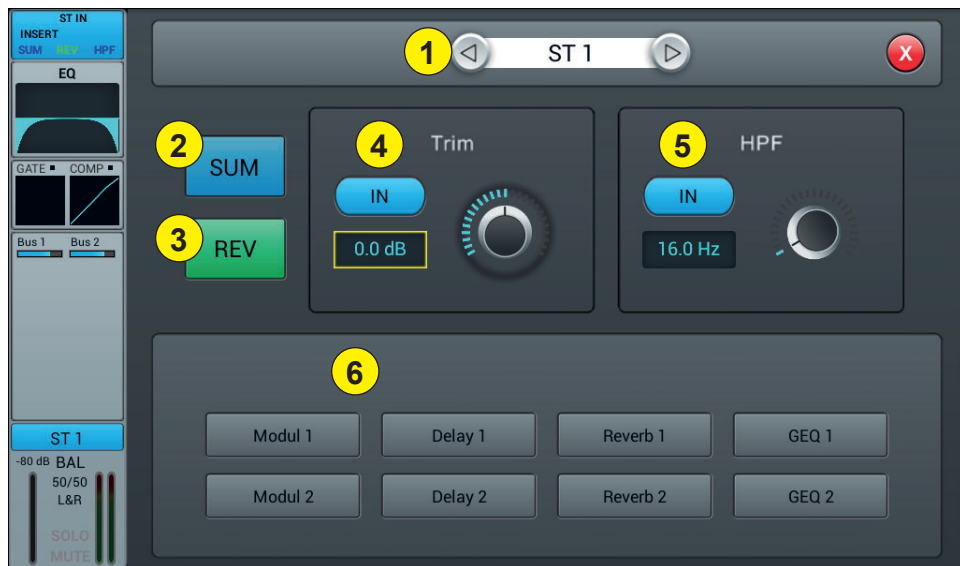 ST IN
INSERT
SUM REV HPF
EQ
GATE COMP
Bus 1 Bus 2
ST 1
-80 dB BAL
50/50
L&R
SOLO
MUTE
1 ST 1 X
2 SUM
3 REV
4 Trim
IN
0.0 dB
5 HPF
IN
16.0 Hz
6
Modul 1 Delay 1 Reverb 1 GEQ 1
Modul 2 Delay 2 Reverb 2 GEQ 2